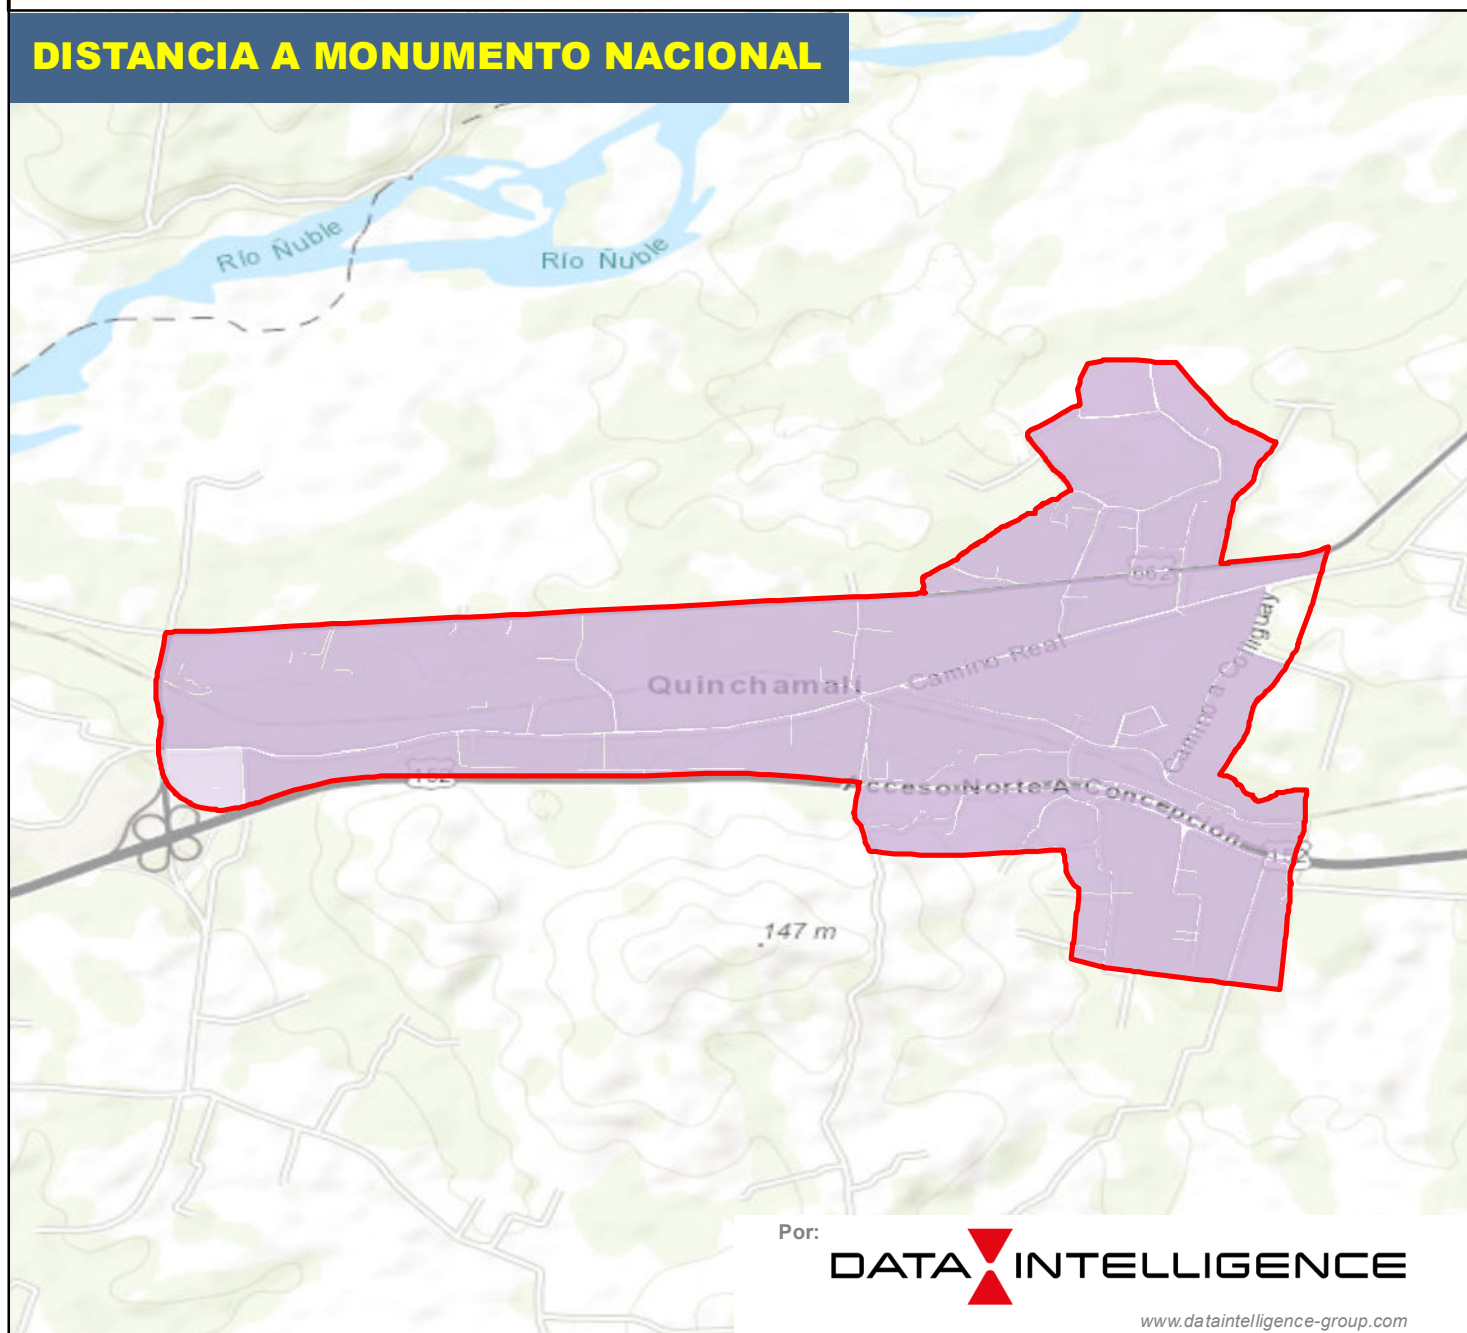 DISTANCIA A MONUMENTO NACIONAL
Río Ñuble
Río Ñuble
662
Camino a Colliguay
Camino Real
Quinchamalí
152
Acceso Norte A Concepción
152
147 m
Por:
DATA INTELLIGENCE
www.dataintelligence-group.com